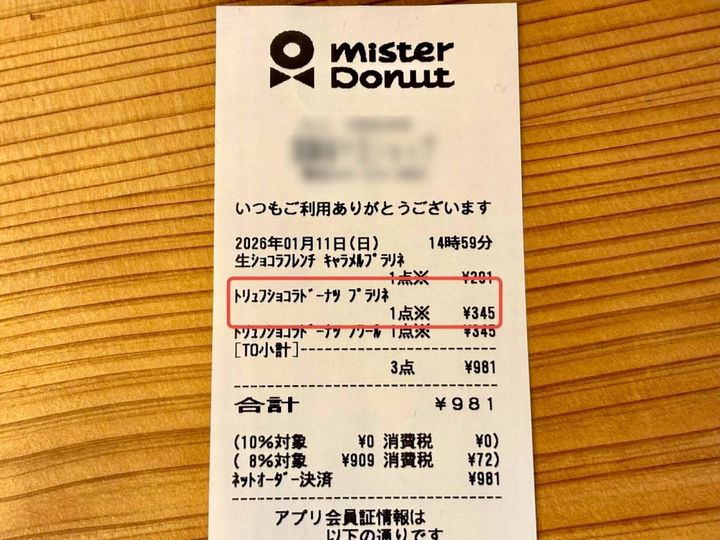 mister
Donut
いつもご利用ありがとうございます
2026年01月11日(日) 14時59分
生ショコラフレンチ ｷｬﾗﾒﾙﾌﾟﾗﾘﾈ
1点※ ¥291
ﾄﾘｭﾌｼｮｺﾗﾄﾞｰﾅﾂ ﾌﾟﾗﾘﾈ
1点※ ¥345
ﾄﾘｭﾌｼｮｺﾗﾄﾞｰﾅﾂ ﾉﾜｰﾙ 1点※ ¥345
[TO小計]
3点 ¥981
合計 ¥981
(10%対象 ¥0 消費税 ¥0)
( 8%対象 ¥909 消費税 ¥72)
ﾈｯﾄｵｰﾀﾞｰ決済 ¥981
アプリ会員証情報は
以下の通りです